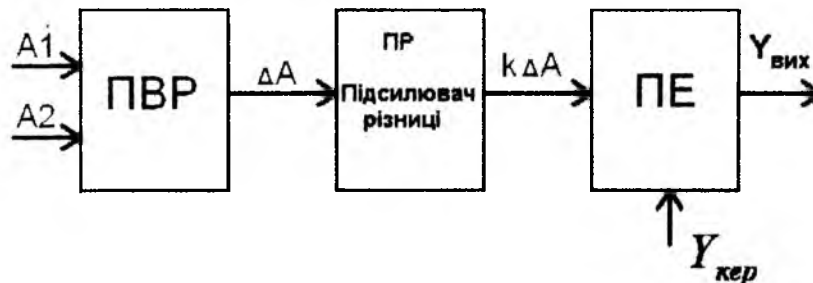 A1
A2
ПВР
ΔA
ПР
Підсилювач
різниці
kΔA
ПЕ
Yвих
Yкер